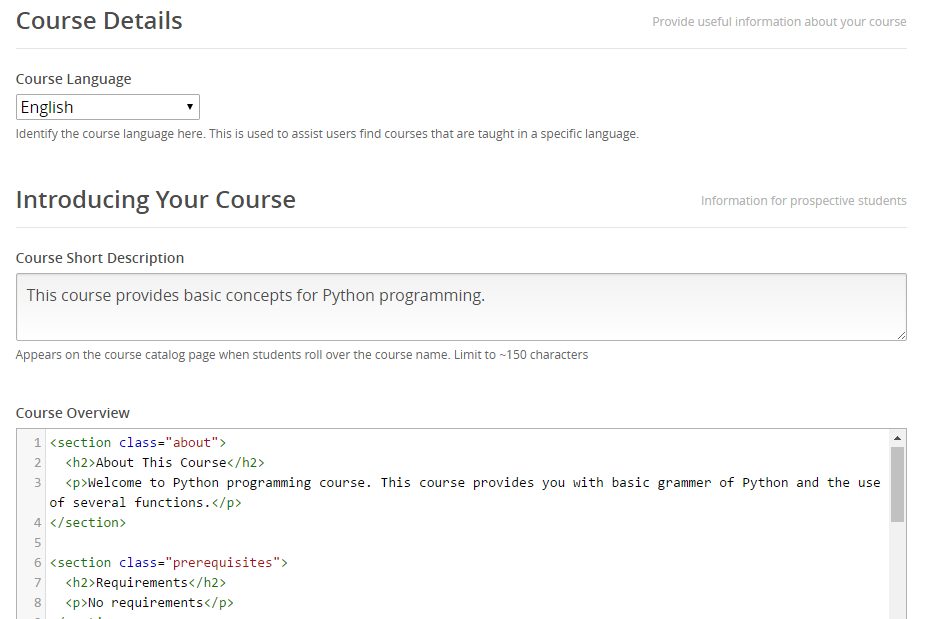 Course Details
Provide useful information about your course
Course Language
English
Identify the course language here. This is used to assist users find courses that are taught in a specific language.
Introducing Your Course
Information for prospective students
Course Short Description
This course provides basic concepts for Python programming.
Appears on the course catalog page when students roll over the course name. Limit to ~150 characters
Course Overview
1 <section class="about">
2 <h2>About This Course</h2>
3 <p>Welcome to Python programming course. This course provides you with basic grammer of Python and the use
of several functions.</p>
4 </section>
5
6 <section class="prerequisites">
7 <h2>Requirements</h2>
8 <p>No requirements</p>